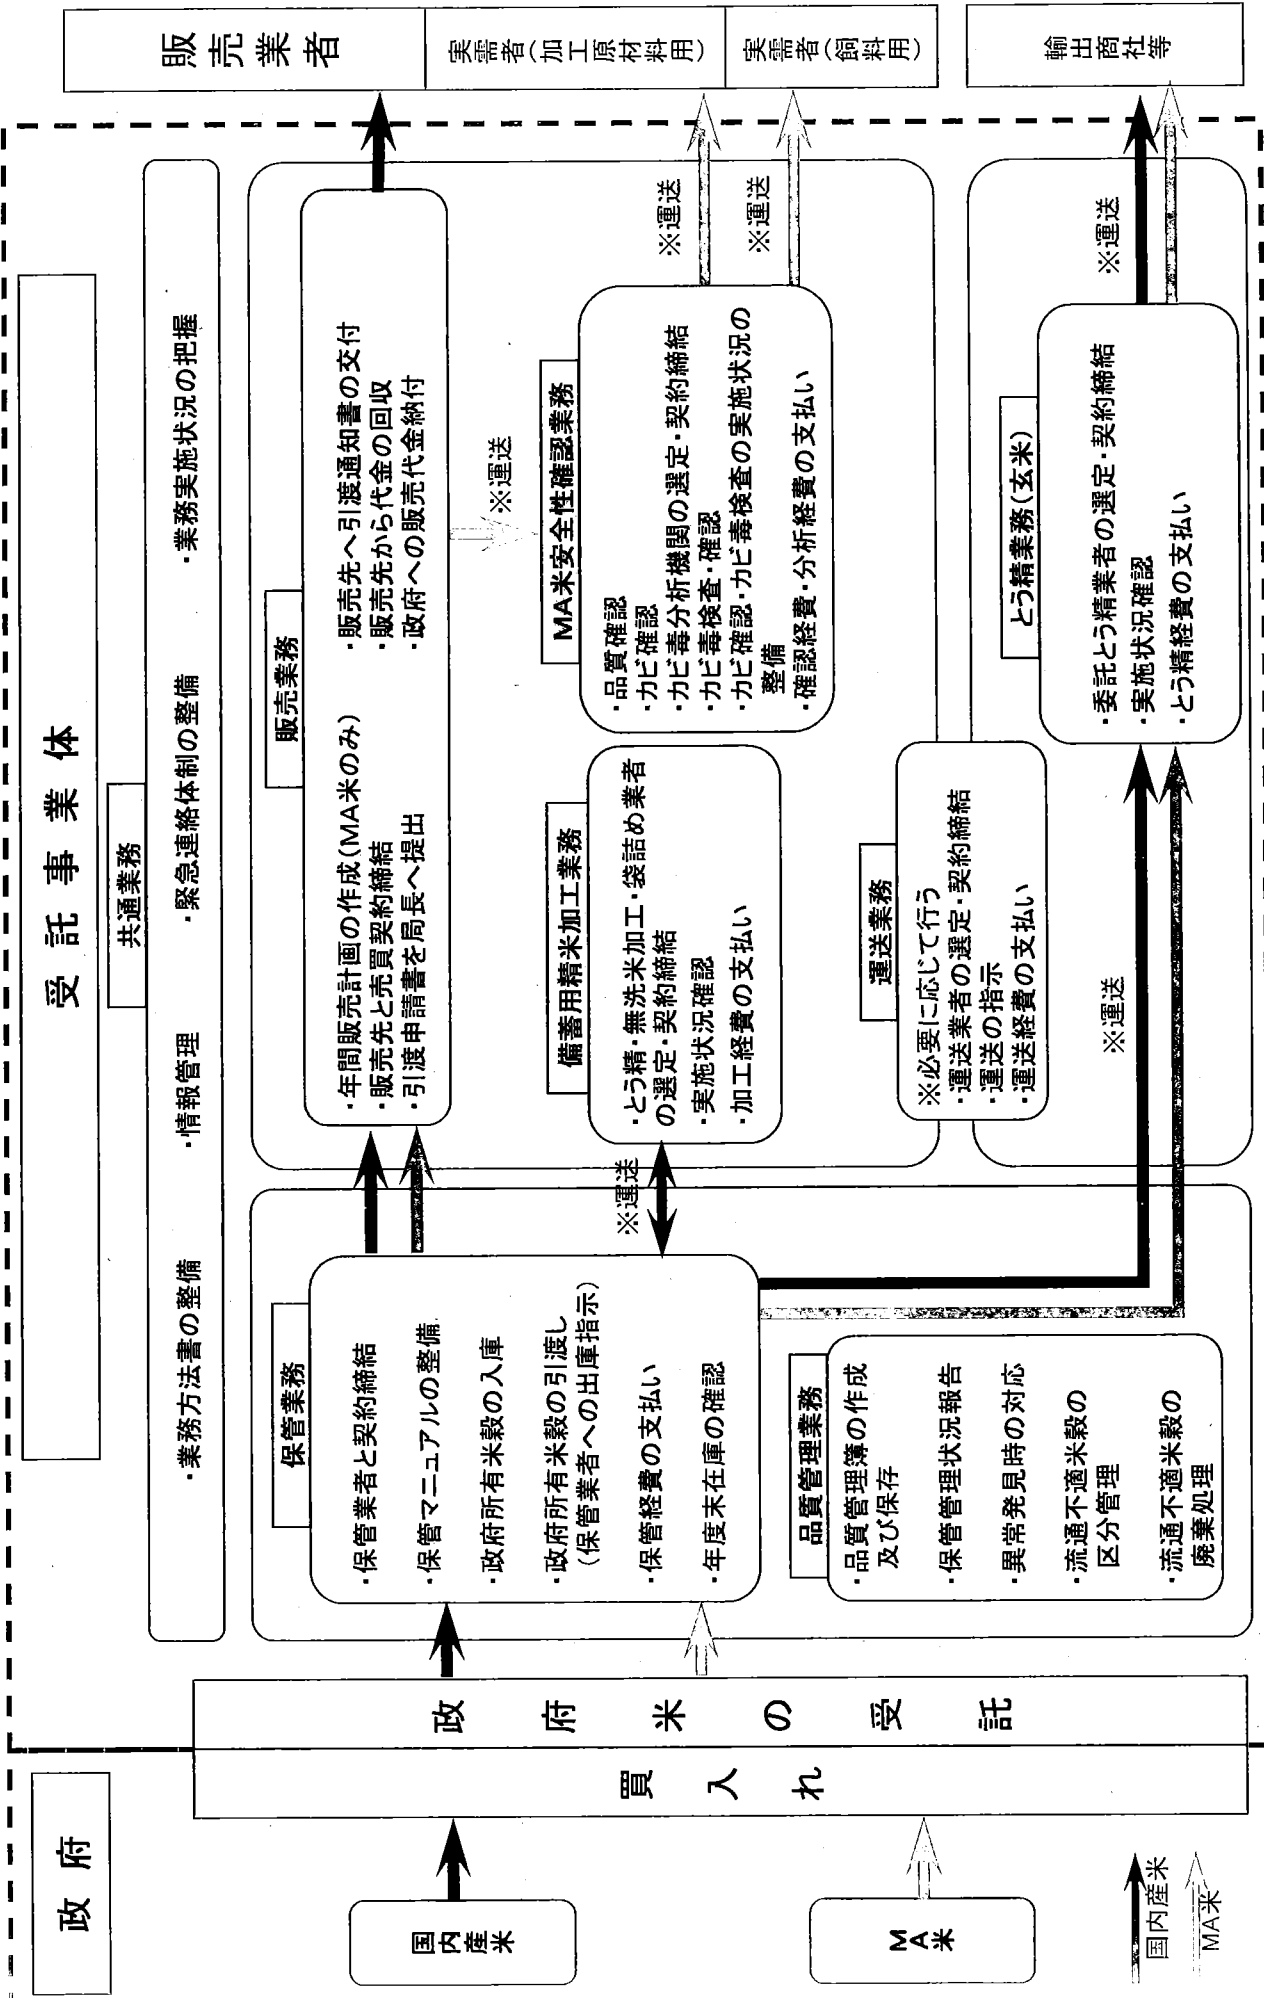 政府
受託事業体
共通業務
・業務方法書の整備
・情報管理
・緊急連絡体制の整備
・業務実施状況の把握
国内産米
MA米
買入れ
政府米の受託
保管業務
・保管業者と契約締結
・保管マニュアルの整備
・政府所有米穀の入庫
・政府所有米穀の引渡し
(保管業者への出庫指示)
・保管経費の支払い
・年度末在庫の確認
品質管理業務
・品質管理簿の作成
及び保存
・保管管理状況報告
・異常発見時の対応
・流通不適米穀の
区分管理
・流通不適米穀の
廃棄処理
販売業務
・年間販売計画の作成(MA米のみ)
・販売先と売買契約締結
・引渡申請書を局長へ提出
・販売先へ引渡通知書の交付
・販売先から代金の回収
・政府への販売代金納付
※運送
※運送
備蓄用精米加工業務
・とう精・無洗米加工・袋詰め業者
の選定・契約締結
・実施状況確認
・加工経費の支払い
MA米安全性確認業務
・品質確認
・カビ確認
・カビ毒分析機関の選定・契約締結
・カビ毒検査・確認
・カビ確認・カビ毒検査の実施状況の
整備
・確認経費・分析経費の支払い
※運送
※運送
運送業務
※必要に応じて行う
・運送業者の選定・契約締結
・運送の指示
・運送経費の支払い
※運送
とう精業務(玄米)
・委託とう精業者の選定・契約締結
・実施状況確認
・とう精経費の支払い
※運送
販売業者
実需者(加工原材料用)
実需者(飼料用)
輸出商社等
国内産米
MA米